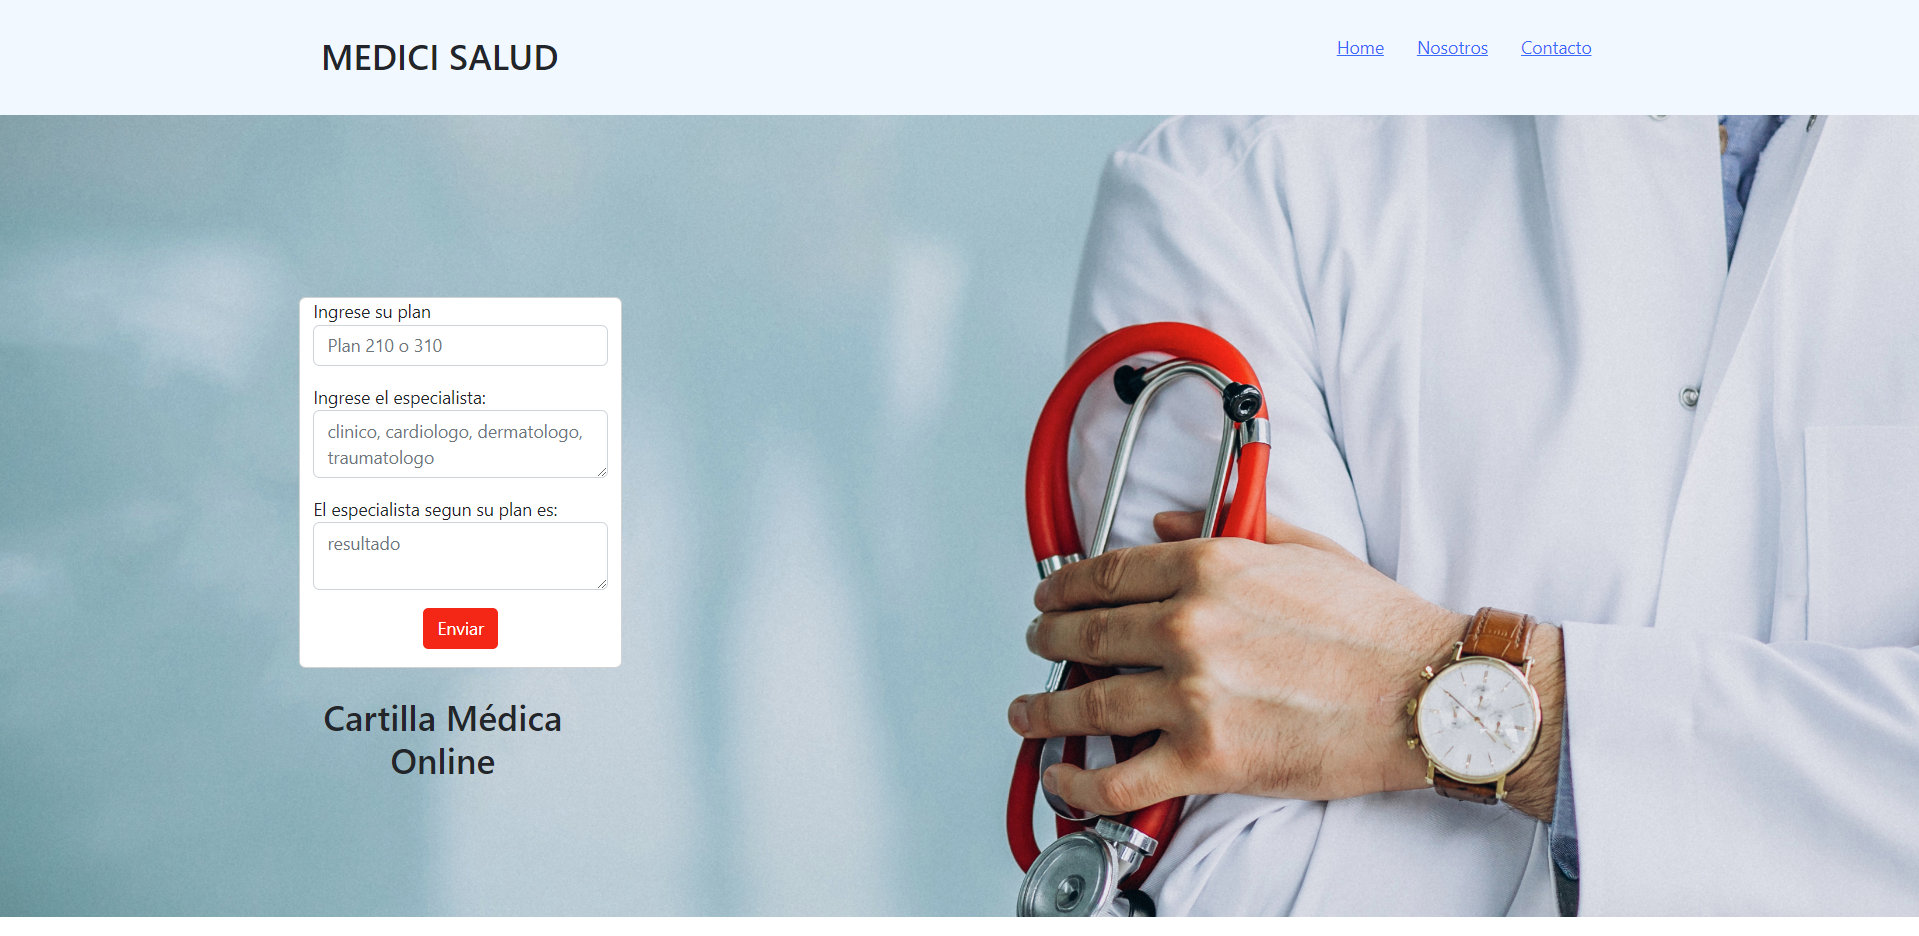 MEDICI SALUD
Home Nosotros Contacto
Ingrese su plan
Plan 210 o 310
Ingrese el especialista:
clinico, cardiologo, dermatologo,
traumatologo
El especialista segun su plan es:
resultado
Enviar
Cartilla Médica
Online